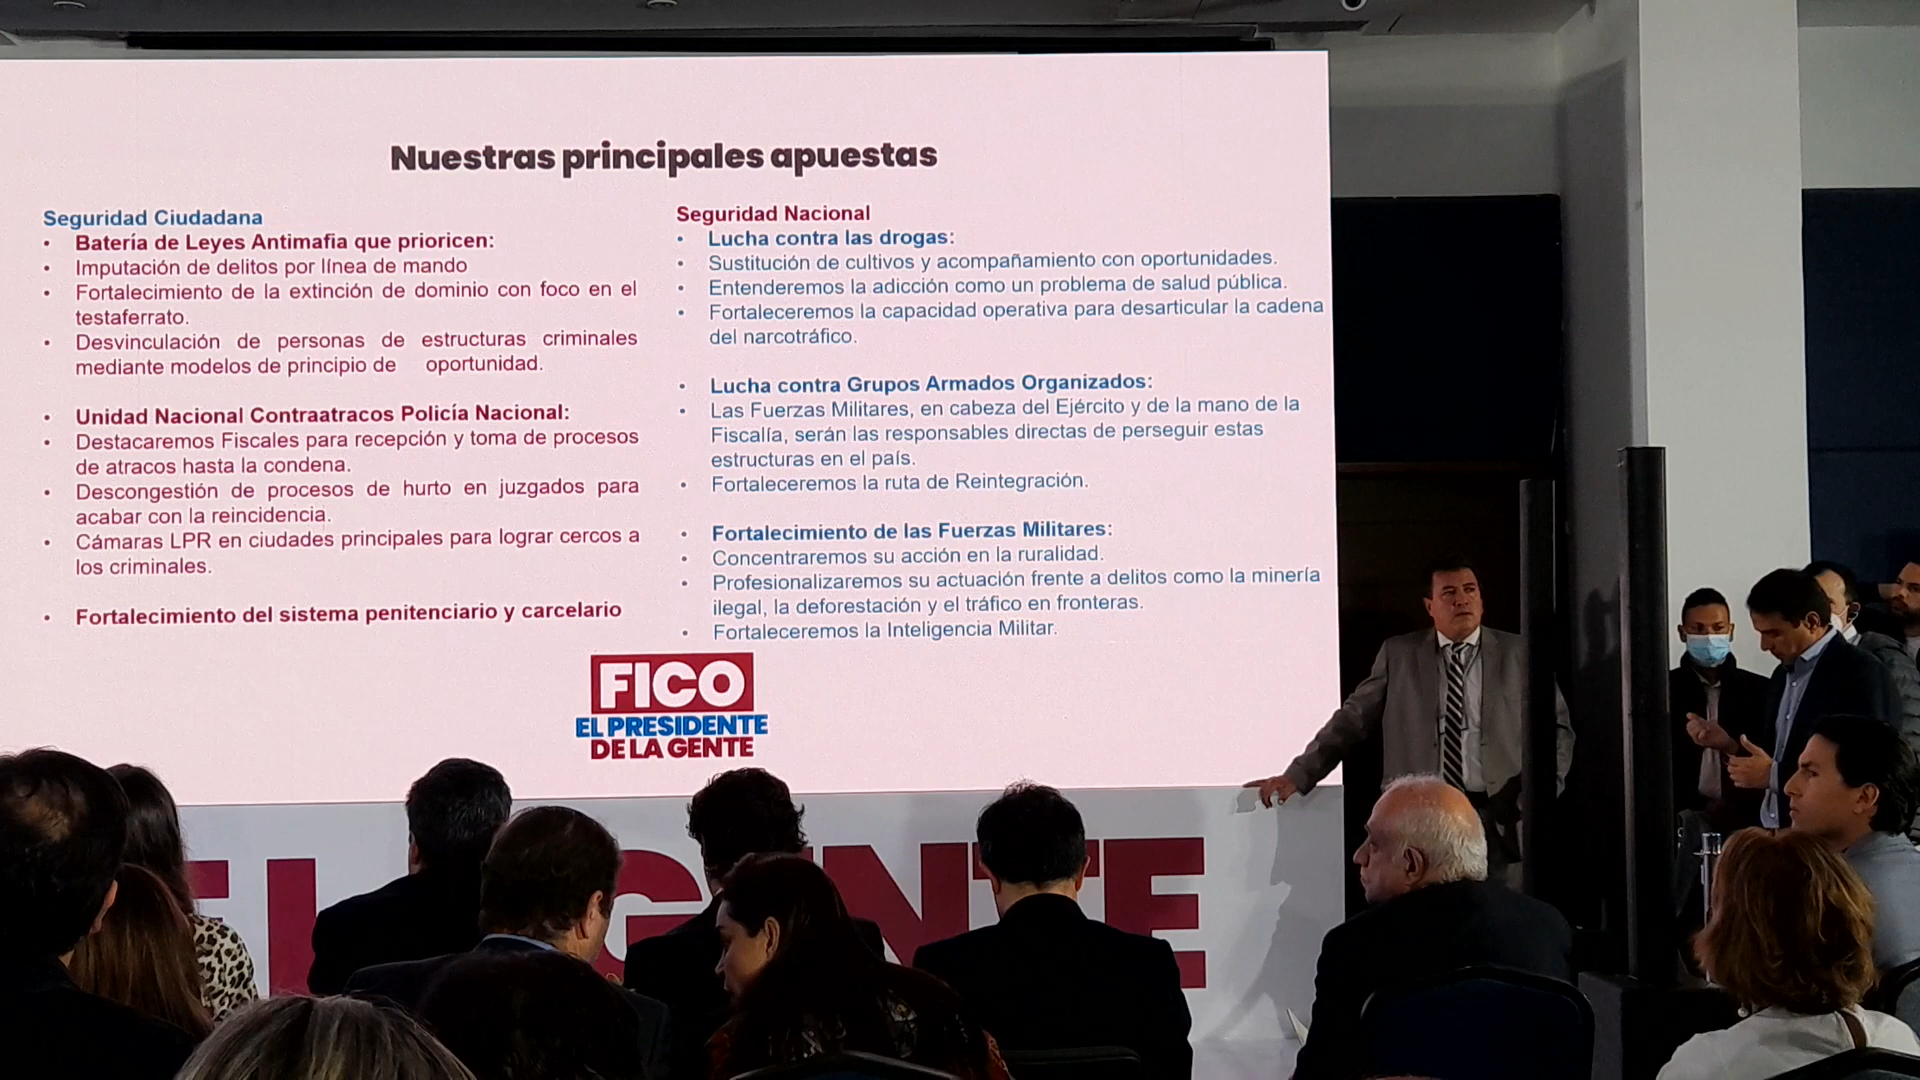 Nuestras principales apuestas
Seguridad Ciudadana
• Batería de Leyes Antimafia que prioricen:
• Imputación de delitos por línea de mando
• Fortalecimiento de la extinción de dominio con foco en el
testaferrato.
• Desvinculación de personas de estructuras criminales
mediante modelos de principio de oportunidad.
• Unidad Nacional Contraatracos Policía Nacional:
• Destacaremos Fiscales para recepción y toma de procesos
de atracos hasta la condena.
• Descongestión de procesos de hurto en juzgados para
acabar con la reincidencia.
• Cámaras LPR en ciudades principales para lograr cercos a
los criminales.
• Fortalecimiento del sistema penitenciario y carcelario
Seguridad Nacional
• Lucha contra las drogas:
• Sustitución de cultivos y acompañamiento con oportunidades.
• Entenderemos la adicción como un problema de salud pública.
• Fortaleceremos la capacidad operativa para desarticular la cadena
del narcotráfico.
• Lucha contra Grupos Armados Organizados:
• Las Fuerzas Militares, en cabeza del Ejército y de la mano de la
Fiscalía, serán las responsables directas de perseguir estas
estructuras en el país.
• Fortaleceremos la ruta de Reintegración.
• Fortalecimiento de las Fuerzas Militares:
• Concentraremos su acción en la ruralidad.
• Profesionalizaremos su actuación frente a delitos como la minería
ilegal, la deforestación y el tráfico en fronteras.
• Fortaleceremos la Inteligencia Militar.
FICO
EL PRESIDENTE
DE LA GENTE